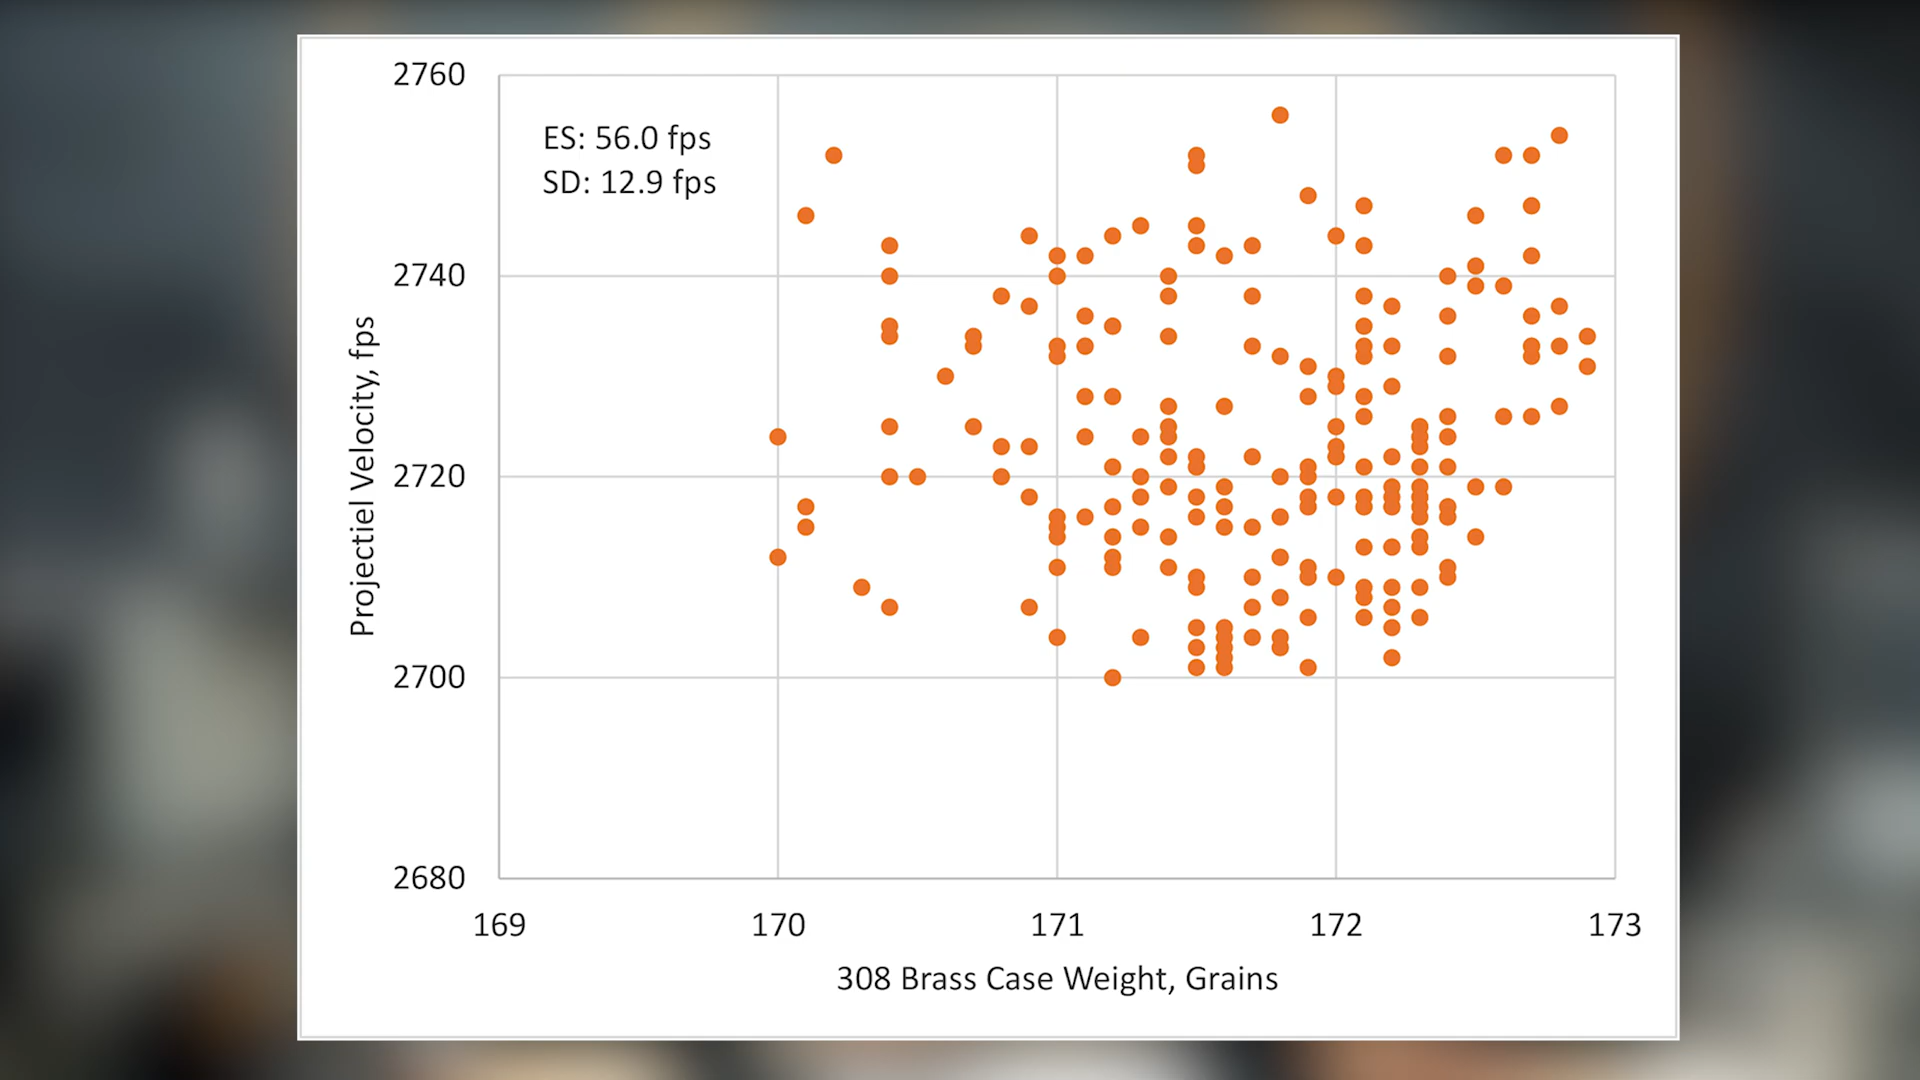 2760
ES: 56.0 fps
SD: 12.9 fps
2740
2720
2700
2680
Projectiel Velocity, fps
169 170 171 172 173
308 Brass Case Weight, Grains